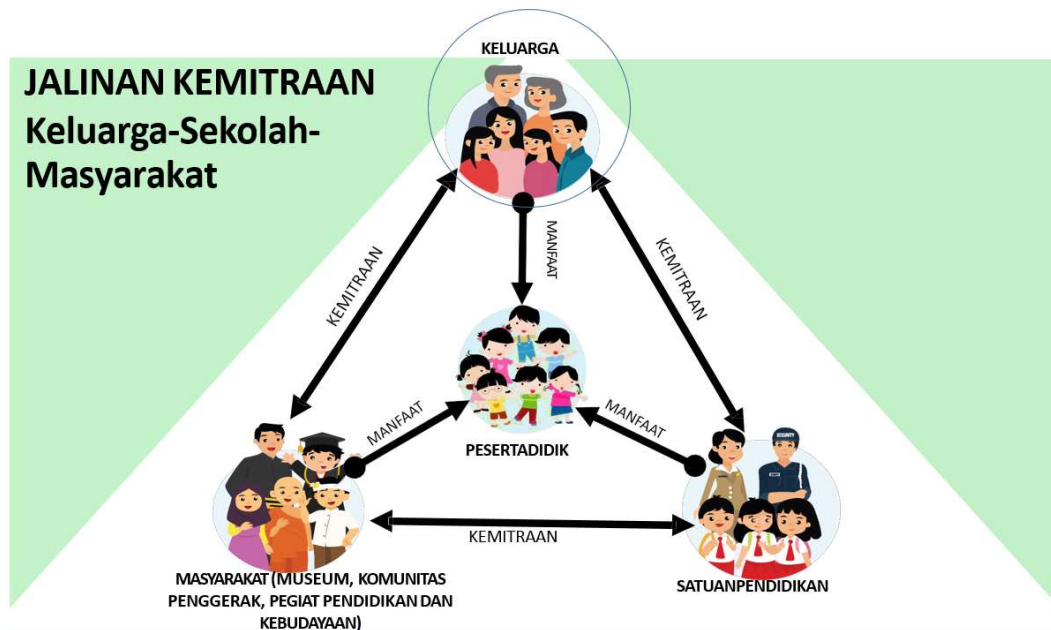 KELUARGA
JALINAN KEMITRAAN
Keluarga-Sekolah-
Masyarakat
MANFAAT
KEMITRAAN
KEMITRAAN
MANFAAT
MANFAAT
PESERTADIDIK
SECURITY
KEMITRAAN
MASYARAKAT (MUSEUM, KOMUNITAS
PENGGERAK, PEGIAT PENDIDIKAN DAN
KEBUDAYAAN)
SATUANPENDIDIKAN